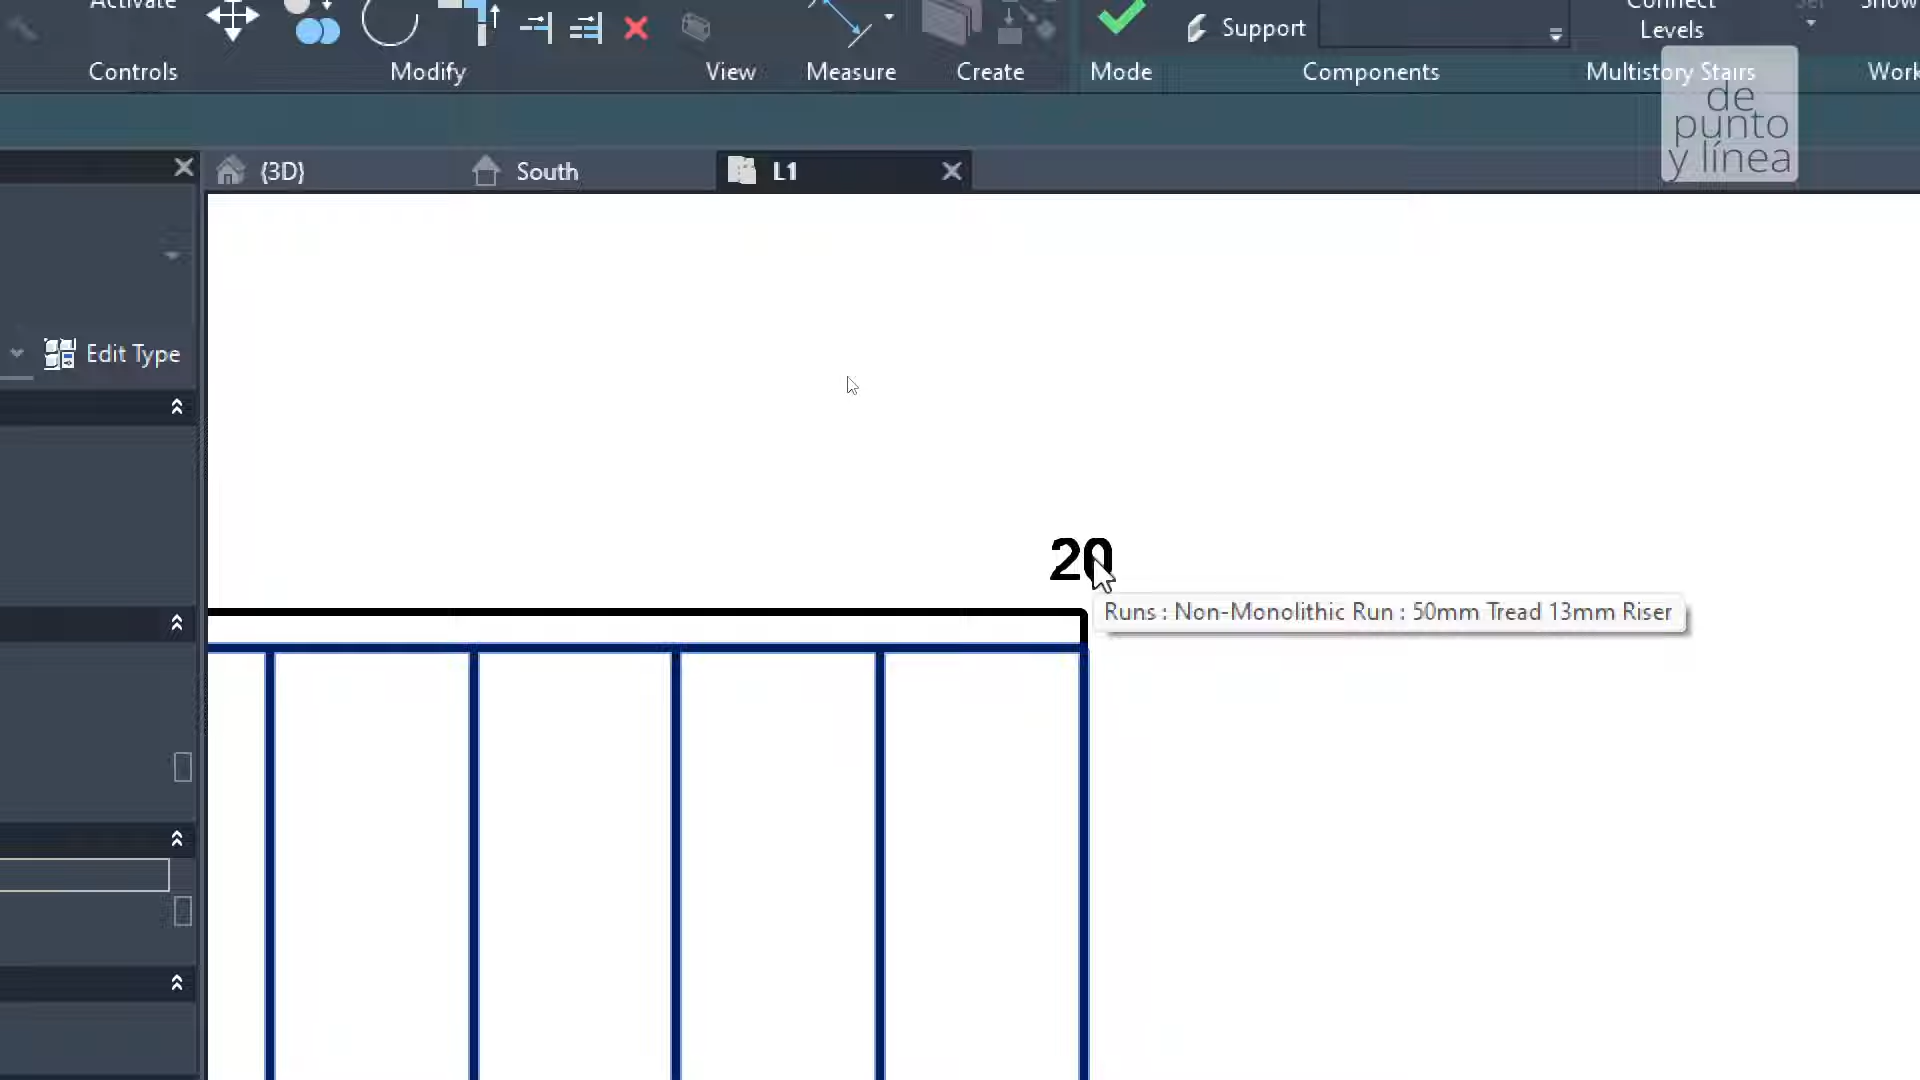 Activate
Connect
Show
Support
Levels
Controls
Modify
View
Measure
Create
Mode
Components
Multistory Stairs
Work
de
punto
y línea
{3D}
South
L1
Edit Type
20
Runs : Non-Monolithic Run : 50mm Tread 13mm Riser